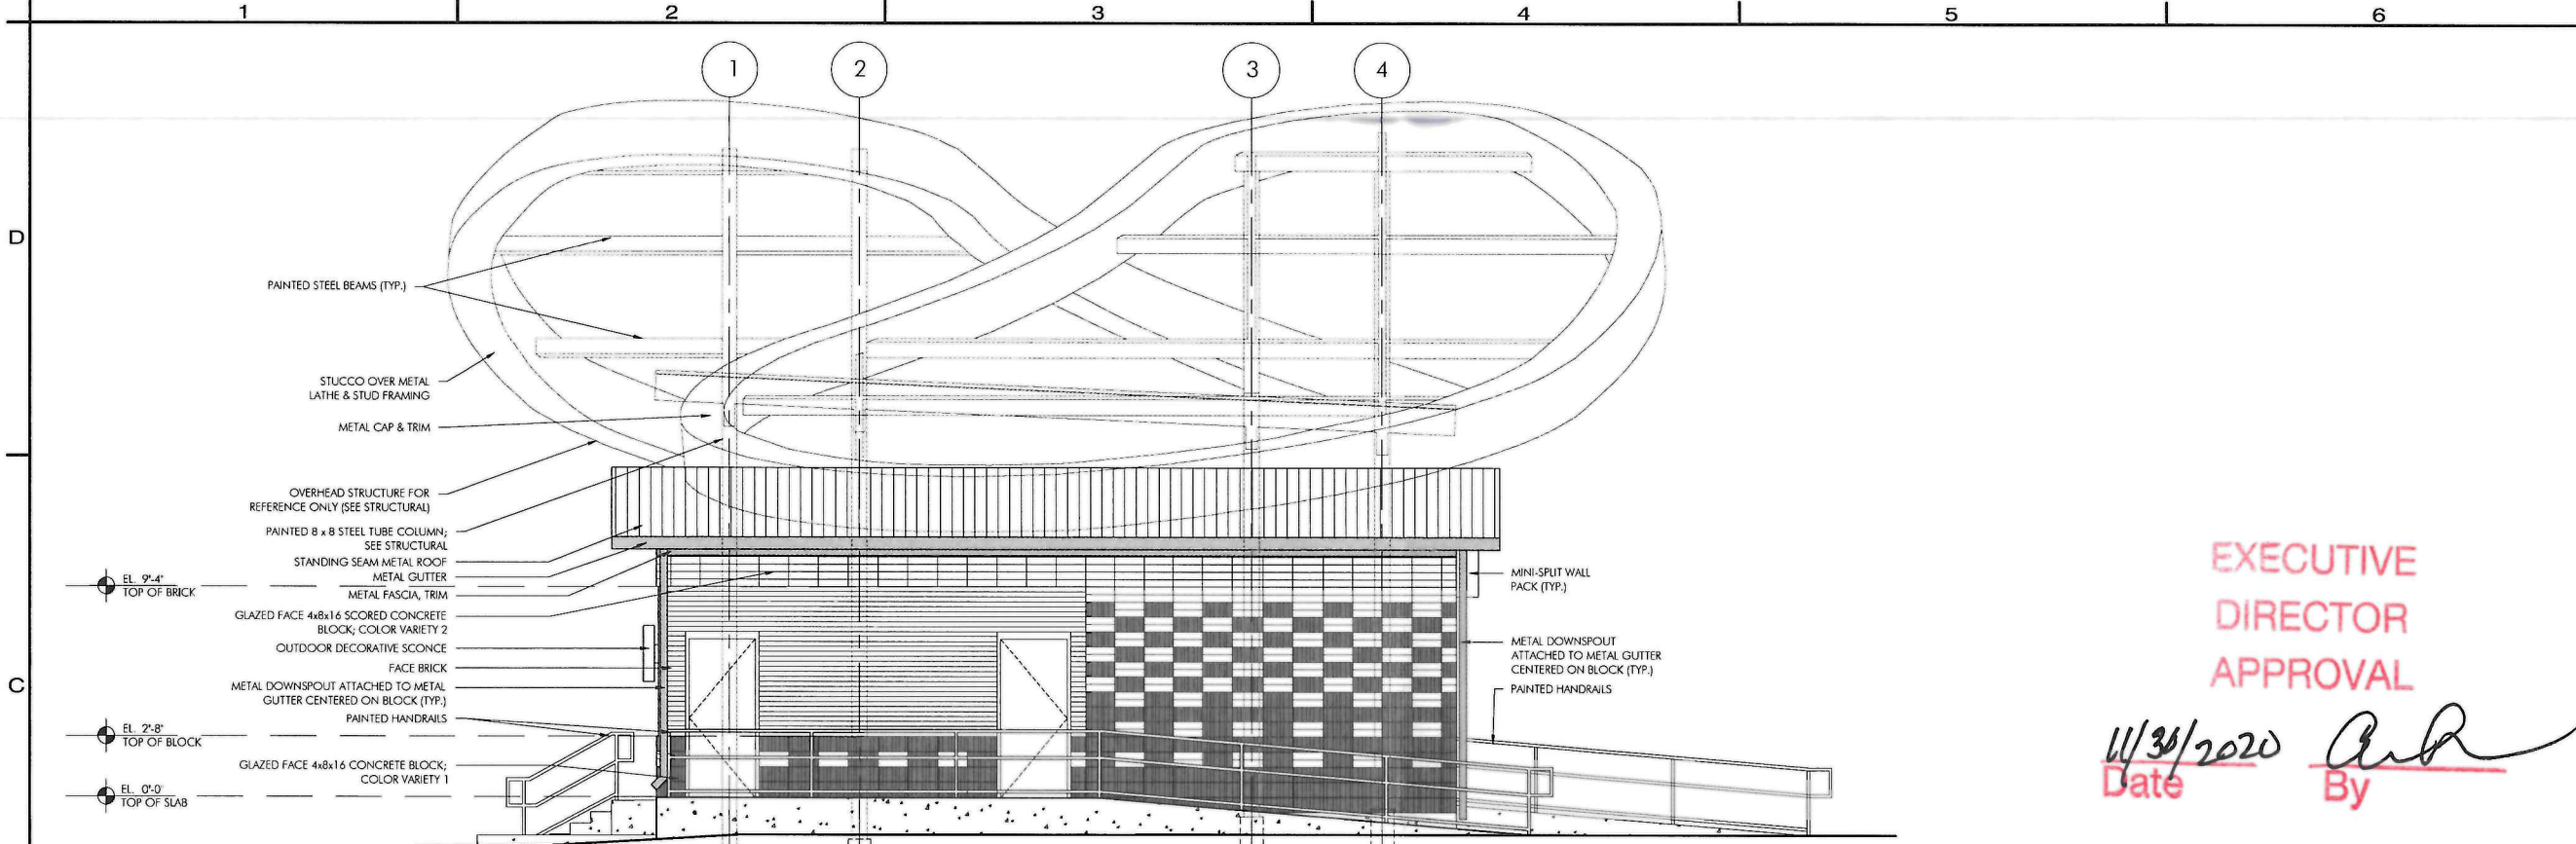 1 2 3 4 5 6
1 2 3 4
D
PAINTED STEEL BEAMS (TYP.)
STUCCO OVER METAL
LATHE & STUD FRAMING
METAL CAP & TRIM
OVERHEAD STRUCTURE FOR
REFERENCE ONLY (SEE STRUCTURAL)
PAINTED 8 x 8 STEEL TUBE COLUMN;
SEE STRUCTURAL
STANDING SEAM METAL ROOF
METAL GUTTER
METAL FASCIA, TRIM
EL. 9'-4"
TOP OF BRICK
GLAZED FACE 4x8x16 SCORED CONCRETE
BLOCK; COLOR VARIETY 2
OUTDOOR DECORATIVE SCONCE
FACE BRICK
C
METAL DOWNSPOUT ATTACHED TO METAL
GUTTER CENTERED ON BLOCK (TYP.)
PAINTED HANDRAILS
EL. 2'-8"
TOP OF BLOCK
GLAZED FACE 4x8x16 CONCRETE BLOCK;
COLOR VARIETY 1
EL. 0'-0"
TOP OF SLAB
MINI-SPLIT WALL
PACK (TYP.)
METAL DOWNSPOUT
ATTACHED TO METAL GUTTER
CENTERED ON BLOCK (TYP.)
PAINTED HANDRAILS
EXECUTIVE
DIRECTOR
APPROVAL
11/30/2020
Date By